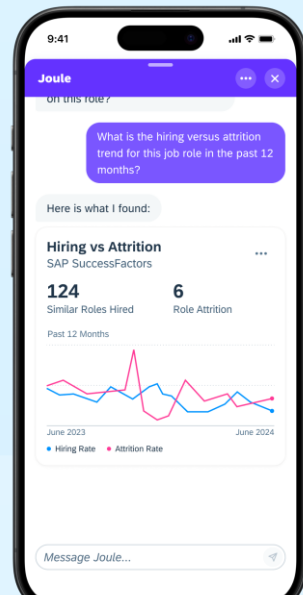 9:41
Joule
on this role?
What is the hiring versus attrition
trend for this job role in the past 12
months?
Here is what I found:
Hiring vs Attrition
SAP SuccessFactors
124
Similar Roles Hired
6
Role Attrition
Past 12 Months
June 2023
June 2024
Hiring Rate
Attrition Rate
Message Joule...